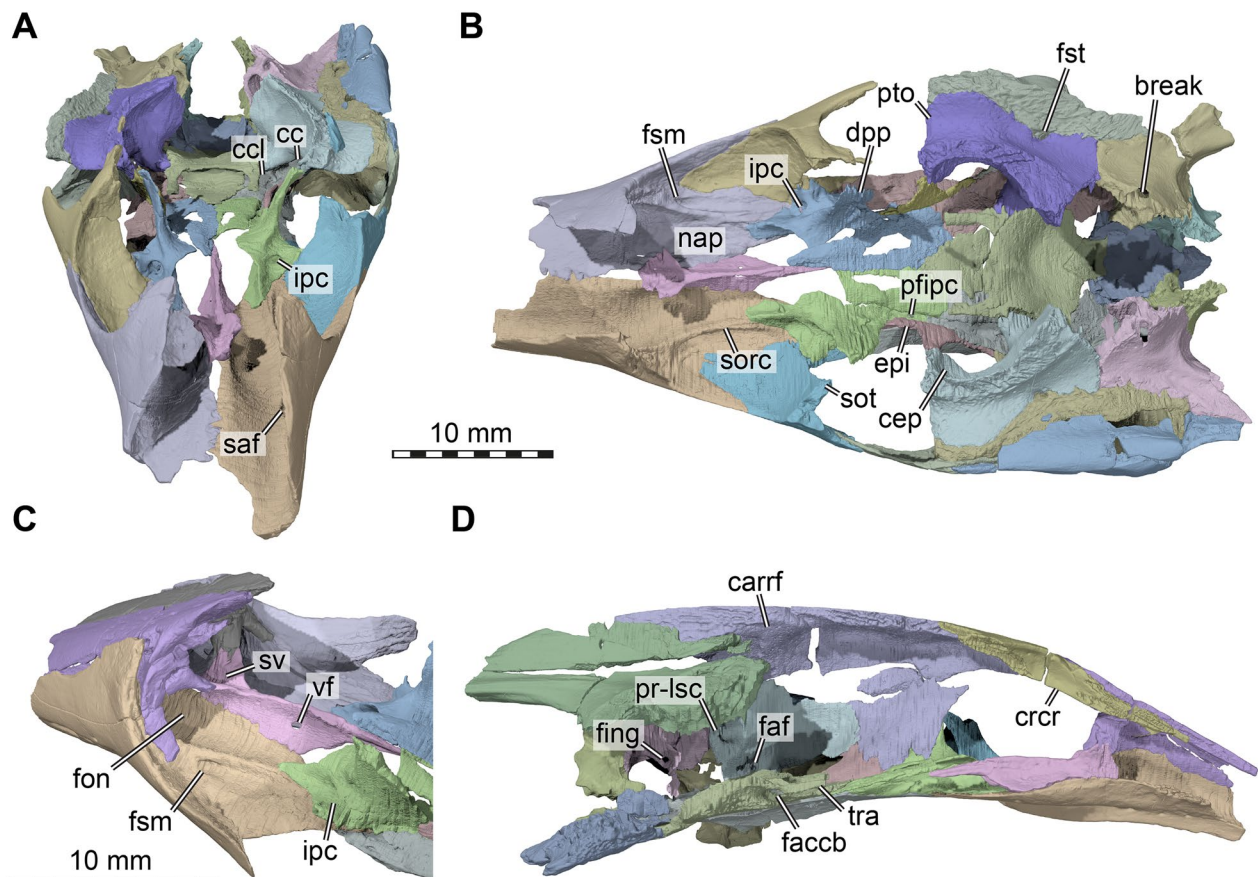 A
B
fst
pto
break
fsm
dpp
cc
ccl
ipc
nap
ipc
pfipc
sorc
epi
sot
cep
saf
10 mm
C
D
carrf
sv
vf
pr-lsc
crcr
fing
faf
fon
fsm
ipc
tra
faccb
10 mm